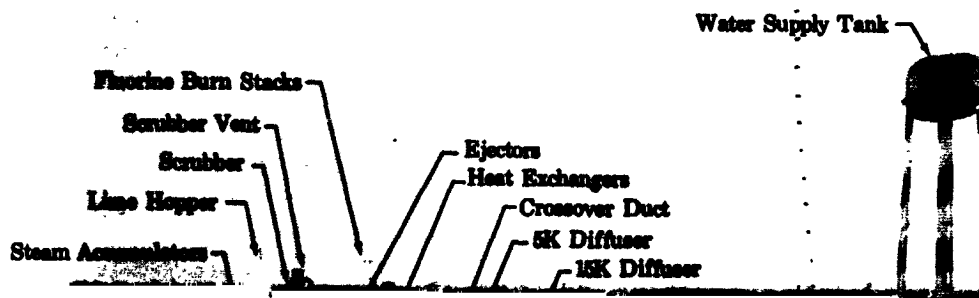 Water Supply Tank
Fluorine Burn Stacks
Scrubber Vent
Scrubber
Lime Hopper
Steam Accumulators
Ejectors
Heat Exchangers
Crossover Duct
5K Diffuser
15K Diffuser